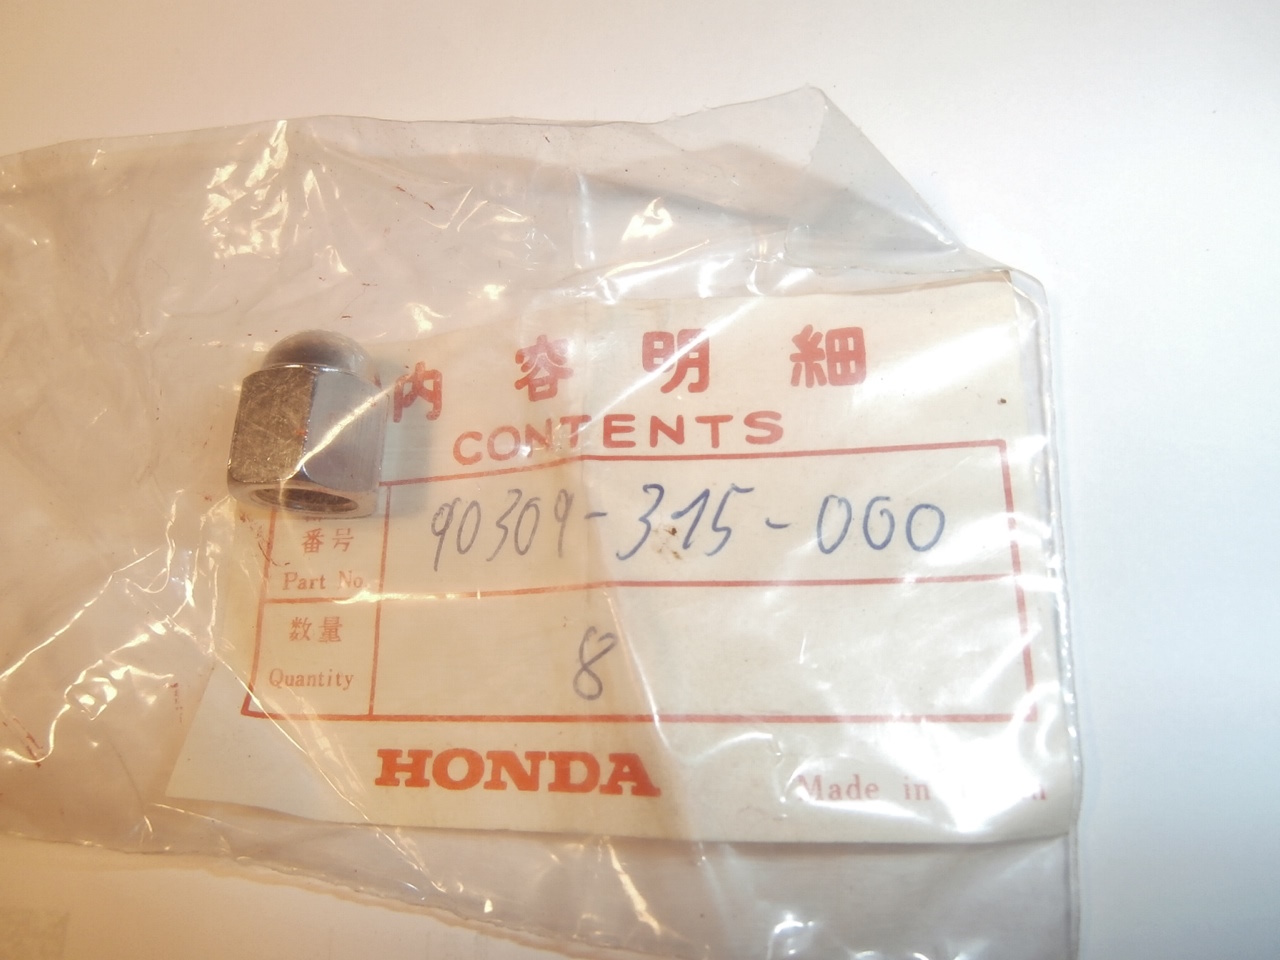 内容明細
CONTENTS
番号
Part No.
90309-315-000
数量
Quantity
8
HONDA
Made in